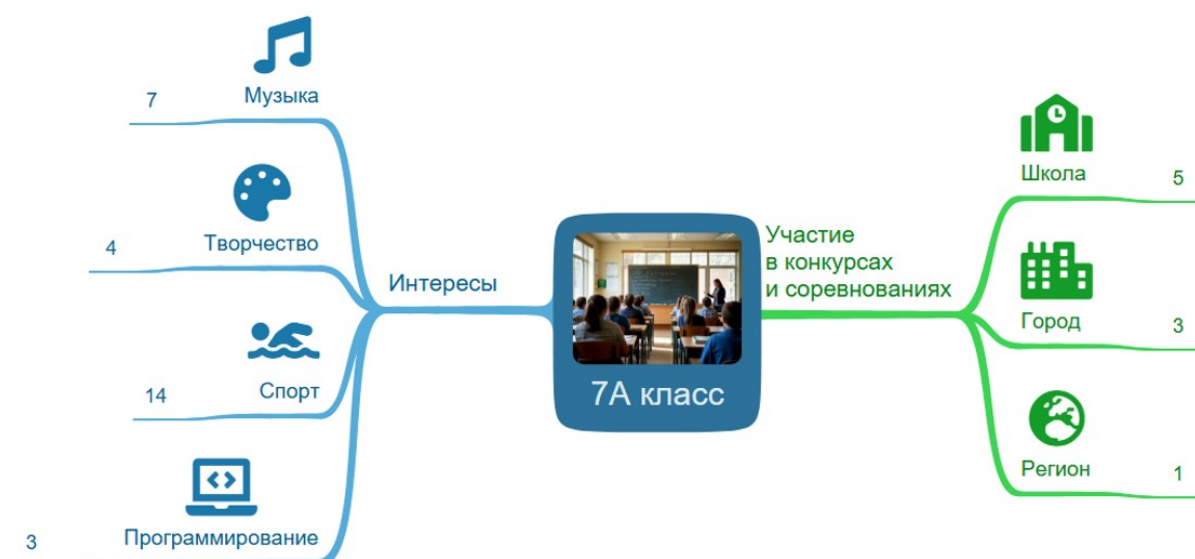 7
Музыка
4
Творчество
14
Спорт
3
Программирование
Интересы
7А класс
Участие
в конкурсах
и соревнованиях
Школа
5
Город
3
Регион
1